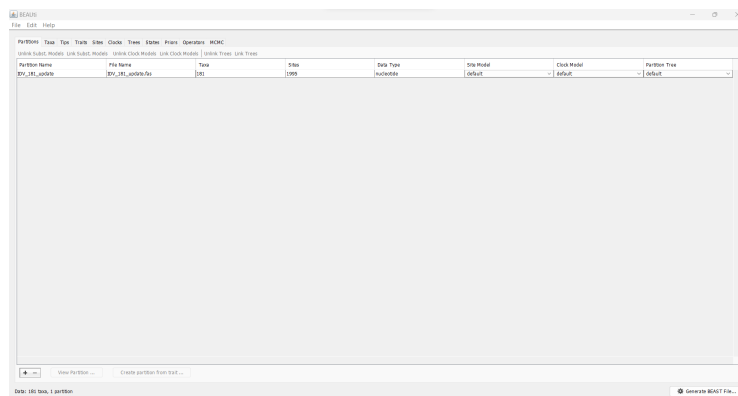 BEAUti
File Edit Help
Partitions Taxa Tips Traits Sites Clocks Trees States Priors Operators MCMC
Unlink Subst. Models Link Subst. Models Unlink Clock Models Link Clock Models Unlink Trees Link Trees
Partition Name File Name Taxa Sites Data Type Site Model Clock Model Partition Tree
IDV_181_update IDV_181_update.fas 181 1995 nucleotide default default default
+ − View Partition ... Create partition from trait ...
Data: 181 taxa, 1 partition Generate BEAST File...